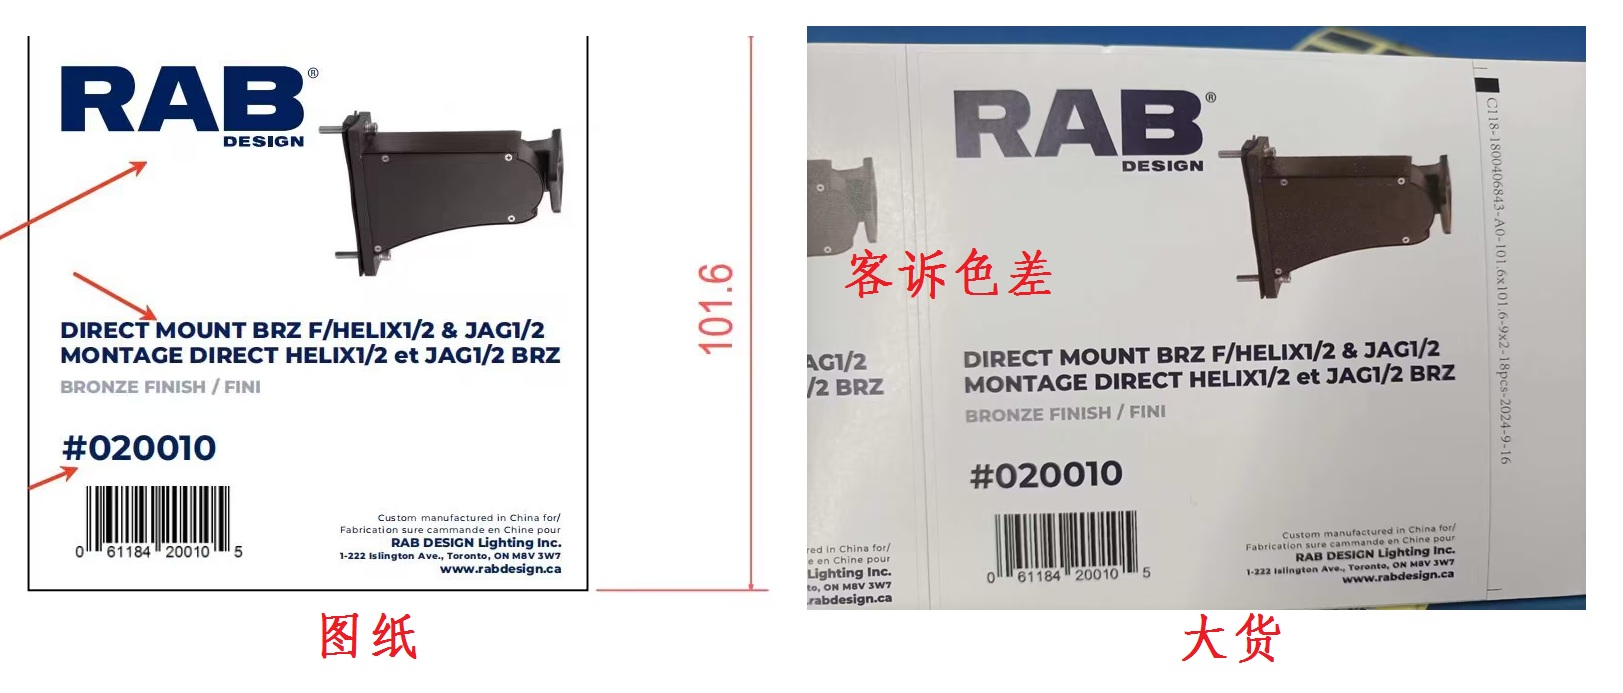 RAB®
DESIGN
DIRECT MOUNT BRZ F/HELIX1/2 & JAG1/2
MONTAGE DIRECT HELIX1/2 et JAG1/2 BRZ
BRONZE FINISH / FINI
#020010
0 61184 20010 5
Custom manufactured in China for/
Fabrication sure cammande en Chine pour
RAB DESIGN Lighting Inc.
1-222 Islington Ave., Toronto, ON M8V 3W7
www.rabdesign.ca
101.6
图纸
RAB®
DESIGN
客诉色差
DIRECT MOUNT BRZ F/HELIX1/2 & JAG1/2
MONTAGE DIRECT HELIX1/2 et JAG1/2 BRZ
BRONZE FINISH / FINI
#020010
0 61184 20010 5
Custom manufactured in China for/
Fabrication sure cammande en Chine pour
RAB DESIGN Lighting Inc.
1-222 Islington Ave., Toronto, ON M8V 3W7
www.rabdesign.ca
AG1/2
/2 BRZ
red in China for/
e en Chine pour
Lighting Inc.
to, ON M8V 3W7
rabdesign.ca
C118-1800406843-A0-101.6x101.6-9x2-18pcs-2024-9-16
大货